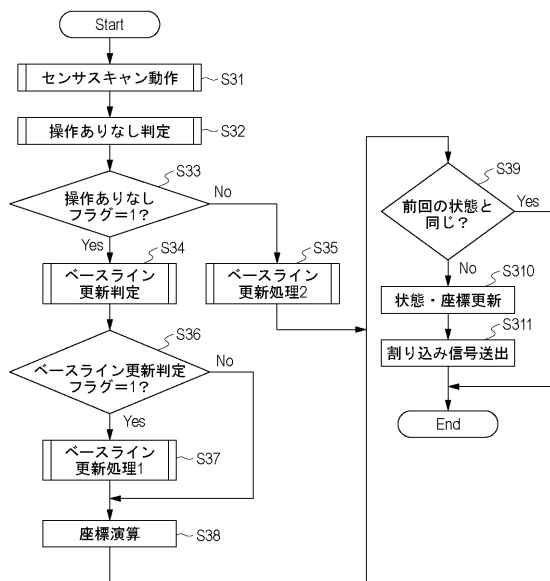 Start
センサスキャン動作
S31
操作ありなし判定
S32
S33
操作ありなし
フラグ=1?
No
Yes
S34
ベースライン
更新判定
S35
ベースライン
更新処理2
S36
ベースライン更新判定
フラグ=1?
No
Yes
ベースライン
更新処理1
S37
座標演算
S38
S39
前回の状態と
同じ?
Yes
No
S310
状態・座標更新
S311
割り込み信号送出
End